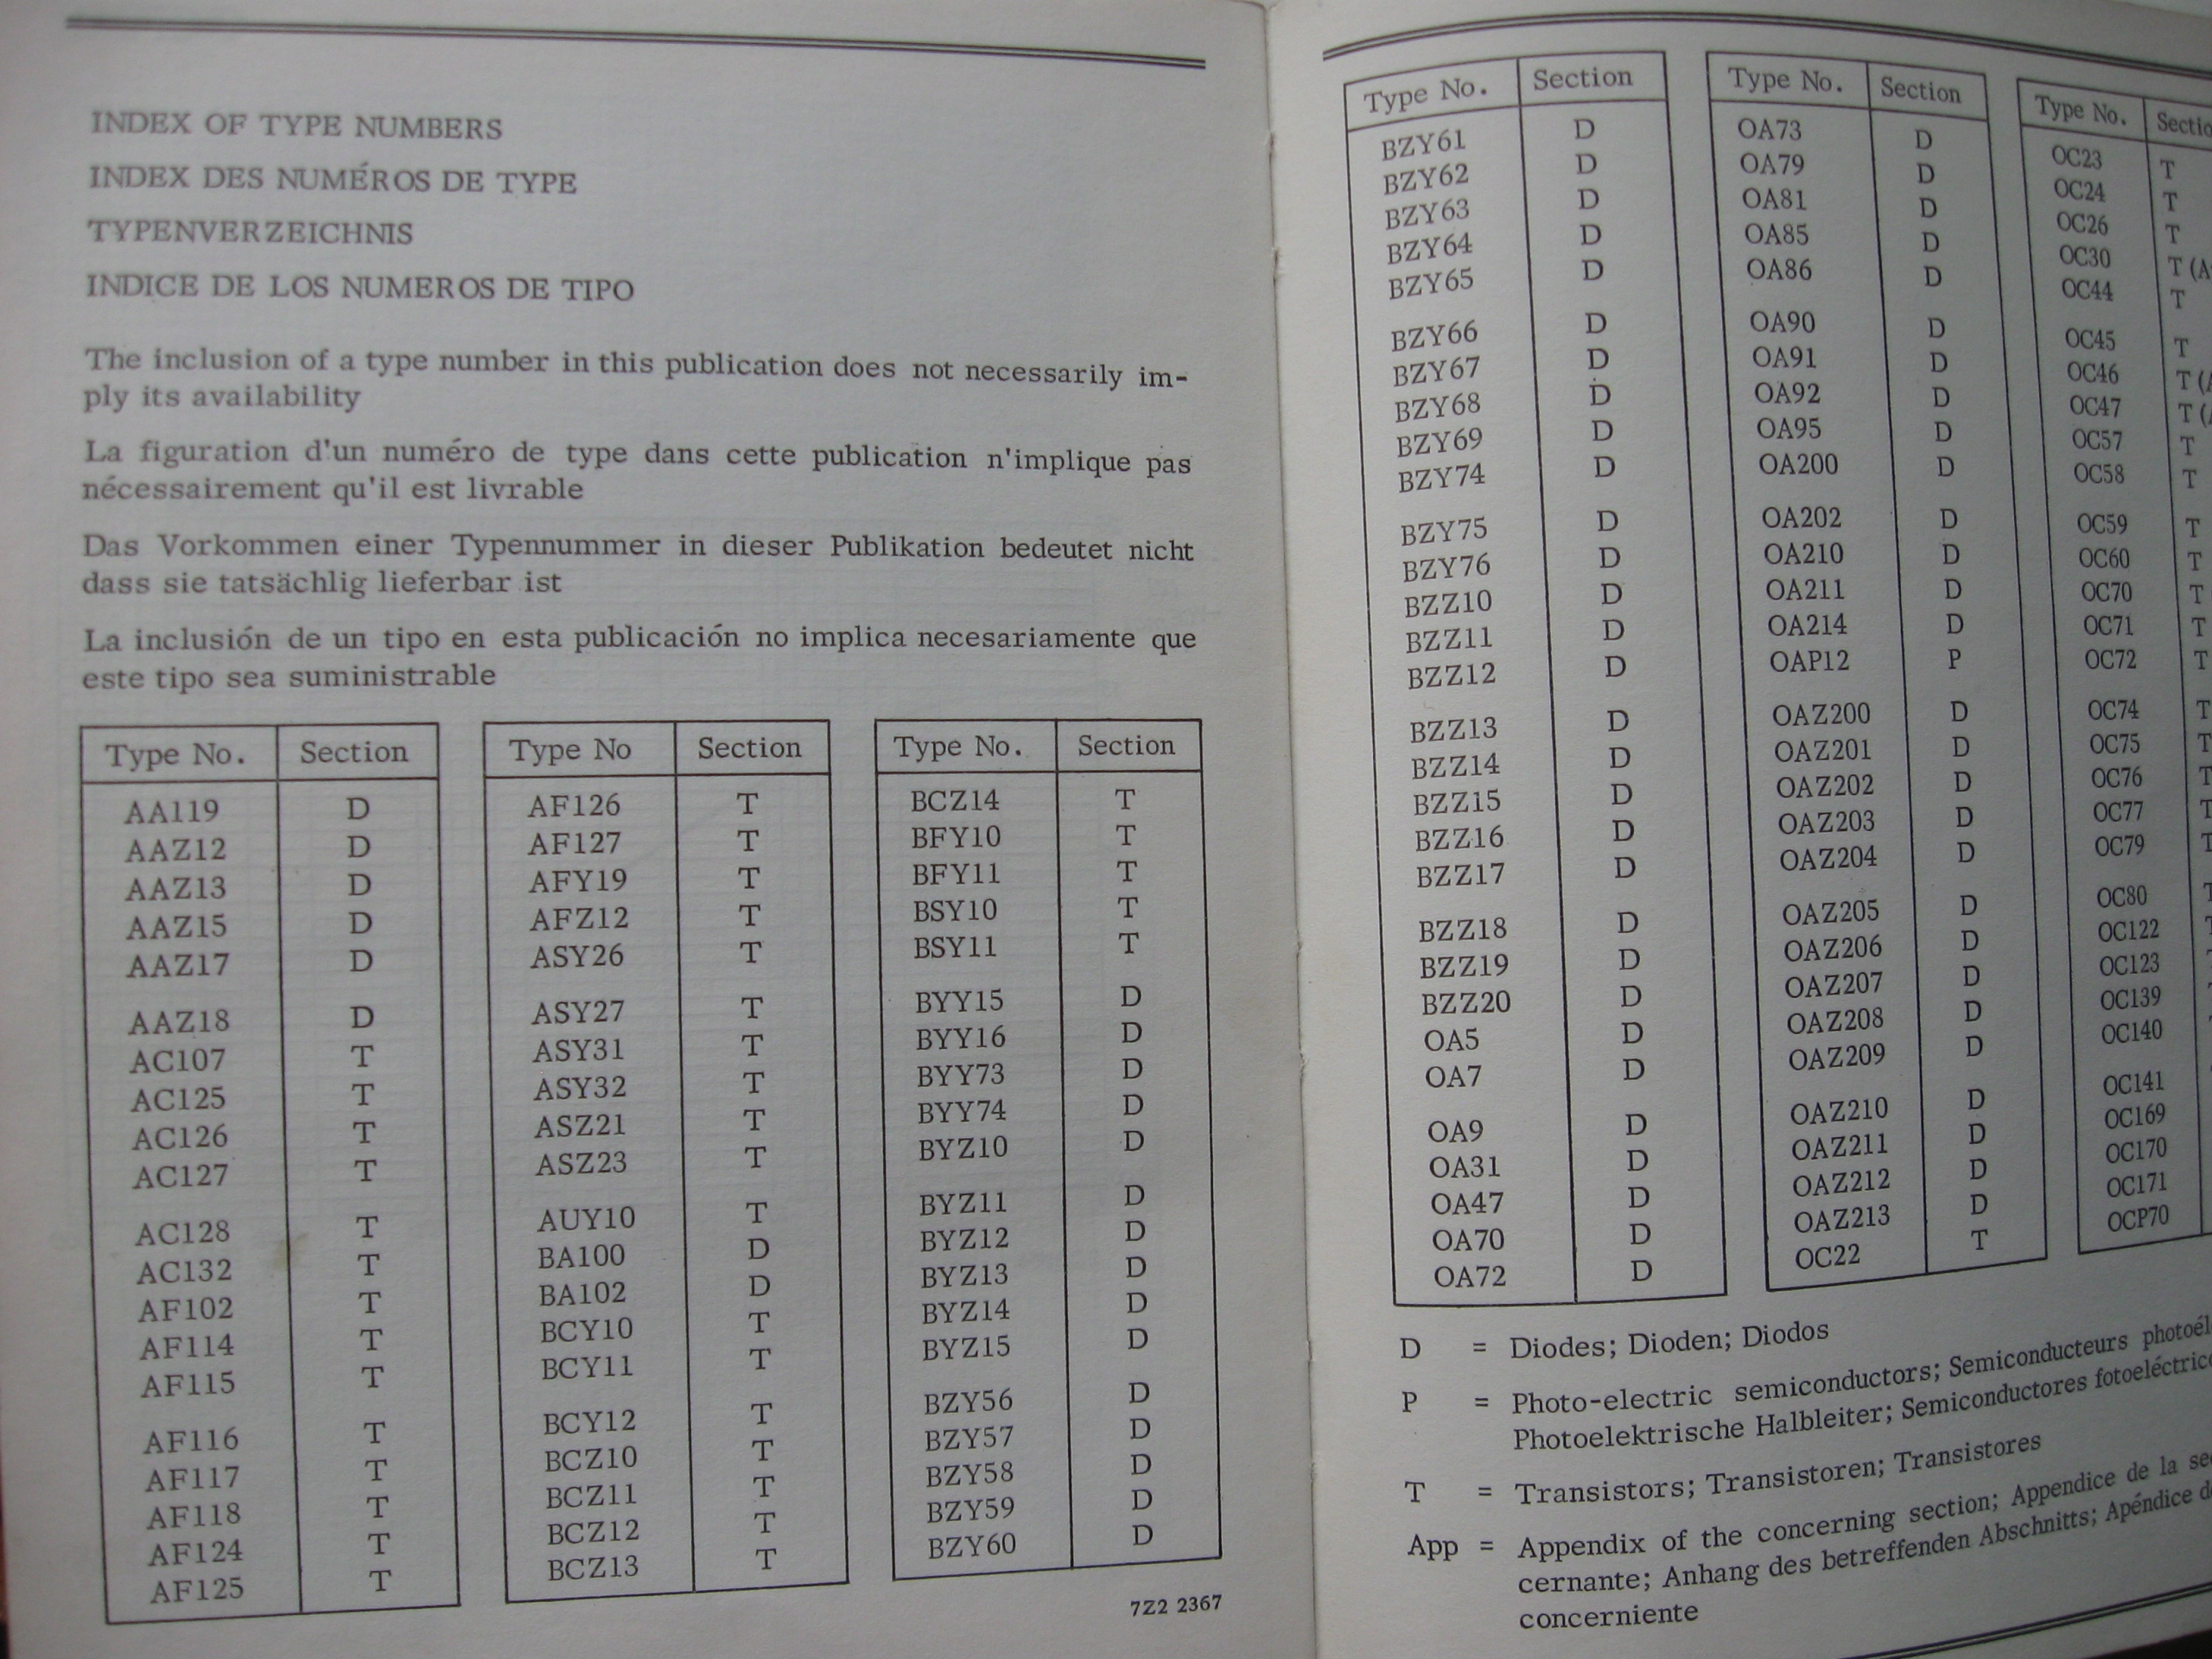 INDEX OF TYPE NUMBERS
INDEX DES NUMÉROS DE TYPE
TYPENVERZEICHNIS
INDICE DE LOS NUMEROS DE TIPO
The inclusion of a type number in this publication does not necessarily im-
ply its availability
La figuration d'un numéro de type dans cette publication n'implique pas
nécessairement qu'il est livrable
Das Vorkommen einer Typennummer in dieser Publikation bedeutet nicht
dass sie tatsächlig lieferbar ist
La inclusión de un tipo en esta publicación no implica necesariamente que
este tipo sea suministrable
Type No. Section
AA119 D
AAZ12 D
AAZ13 D
AAZ15 D
AAZ17 D
AAZ18 D
AC107 T
AC125 T
AC126 T
AC127 T
AC128 T
AC132 T
AF102 T
AF114 T
AF115 T
AF116 T
AF117 T
AF118 T
AF124 T
AF125 T
Type No Section
AF126 T
AF127 T
AFY19 T
AFZ12 T
ASY26 T
ASY27 T
ASY31 T
ASY32 T
ASZ21 T
ASZ23 T
AUY10 T
BA100 D
BA102 D
BCY10 T
BCY11 T
BCY12 T
BCZ10 T
BCZ11 T
BCZ12 T
BCZ13 T
Type No. Section
BCZ14 T
BFY10 T
BFY11 T
BSY10 T
BSY11 T
BYY15 D
BYY16 D
BYY73 D
BYY74 D
BYZ10 D
BYZ11 D
BYZ12 D
BYZ13 D
BYZ14 D
BYZ15 D
BZY56 D
BZY57 D
BZY58 D
BZY59 D
BZY60 D
7Z2 2367
Type No. Section
BZY61 D
BZY62 D
BZY63 D
BZY64 D
BZY65 D
BZY66 D
BZY67 D
BZY68 D
BZY69 D
BZY74 D
BZY75 D
BZY76 D
BZZ10 D
BZZ11 D
BZZ12 D
BZZ13 D
BZZ14 D
BZZ15 D
BZZ16 D
BZZ17 D
BZZ18 D
BZZ19 D
BZZ20 D
OA5 D
OA7 D
OA9 D
OA31 D
OA47 D
OA70 D
OA72 D
Type No. Section
OA73 D
OA79 D
OA81 D
OA85 D
OA86 D
OA90 D
OA91 D
OA92 D
OA95 D
OA200 D
OA202 D
OA210 D
OA211 D
OA214 D
OAP12 P
OAZ200 D
OAZ201 D
OAZ202 D
OAZ203 D
OAZ204 D
OAZ205 D
OAZ206 D
OAZ207 D
OAZ208 D
OAZ209 D
OAZ210 D
OAZ211 D
OAZ212 D
OAZ213 D
OC22 T
Type No.
OC23 T
OC24 T
OC26 T
OC30 T
OC44 T
OC45 T
OC46 T
OC47 T
OC57 T
OC58 T
OC59 T
OC60 T
OC70 T
OC71 T
OC72 T
OC74 T
OC75 T
OC76 T
OC77 T
OC79 T
OC80
OC122
OC123
OC139
OC140
OC141
OC169
OC170
OC171
OCP70
D = Diodes; Dioden; Diodos
P = Photo-electric semiconductors; Semiconducteurs
Photoelektrische Halbleiter; Semiconductores
T = Transistors; Transistoren; Transistores
App = Appendix of the concerning section; Appendice de la
cernante; Anhang des betreffenden Abschnitts; Apéndice
concerniente